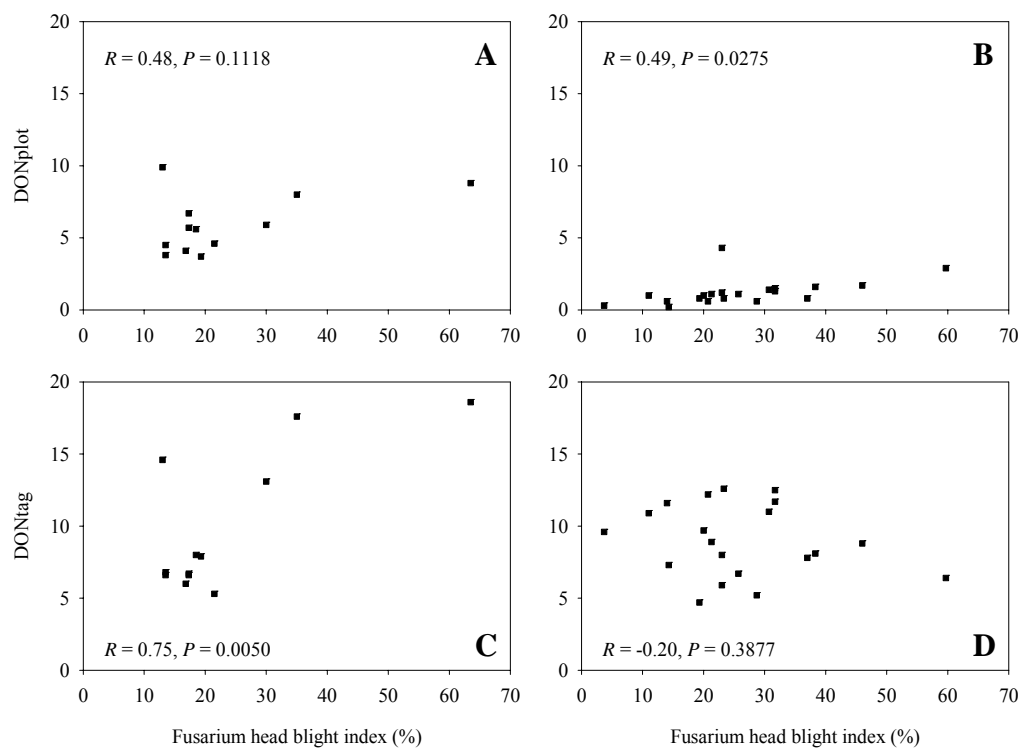 20
15
10
5
0
DONplot
R = 0.48, P = 0.1118
A
0 10 20 30 40 50 60 70
20
15
10
5
0
R = 0.49, P = 0.0275
B
0 10 20 30 40 50 60 70
20
15
10
5
0
DONtag
R = 0.75, P = 0.0050
C
0 10 20 30 40 50 60 70
Fusarium head blight index (%)
20
15
10
5
0
R = -0.20, P = 0.3877
D
0 10 20 30 40 50 60 70
Fusarium head blight index (%)